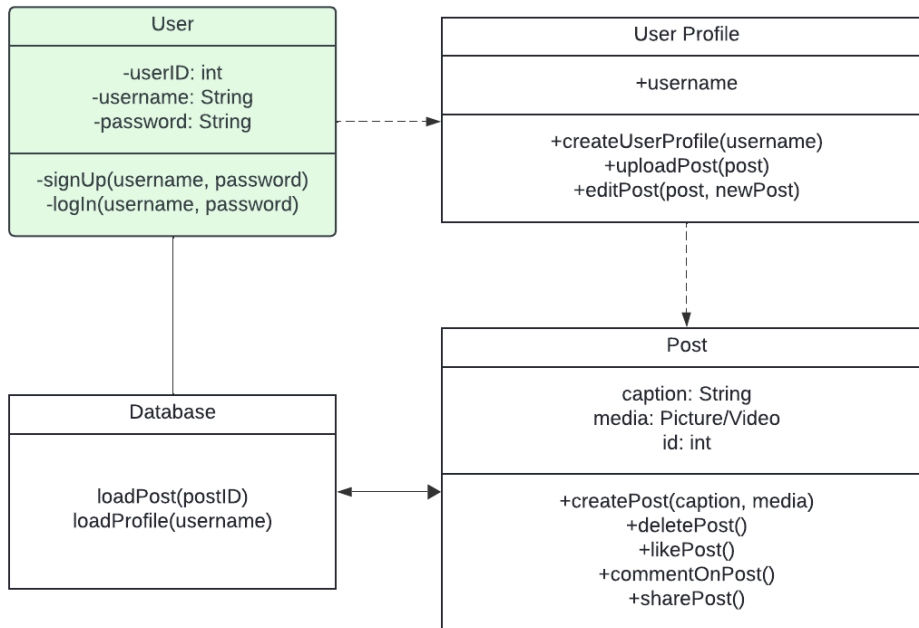 User
-userID: int
-username: String
-password: String
-signUp(username, password)
-logIn(username, password)
User Profile
+username
+createUserProfile(username)
+uploadPost(post)
+editPost(post, newPost)
Database
loadPost(postID)
loadProfile(username)
Post
caption: String
media: Picture/Video
id: int
+createPost(caption, media)
+deletePost()
+likePost()
+commentOnPost()
+sharePost()